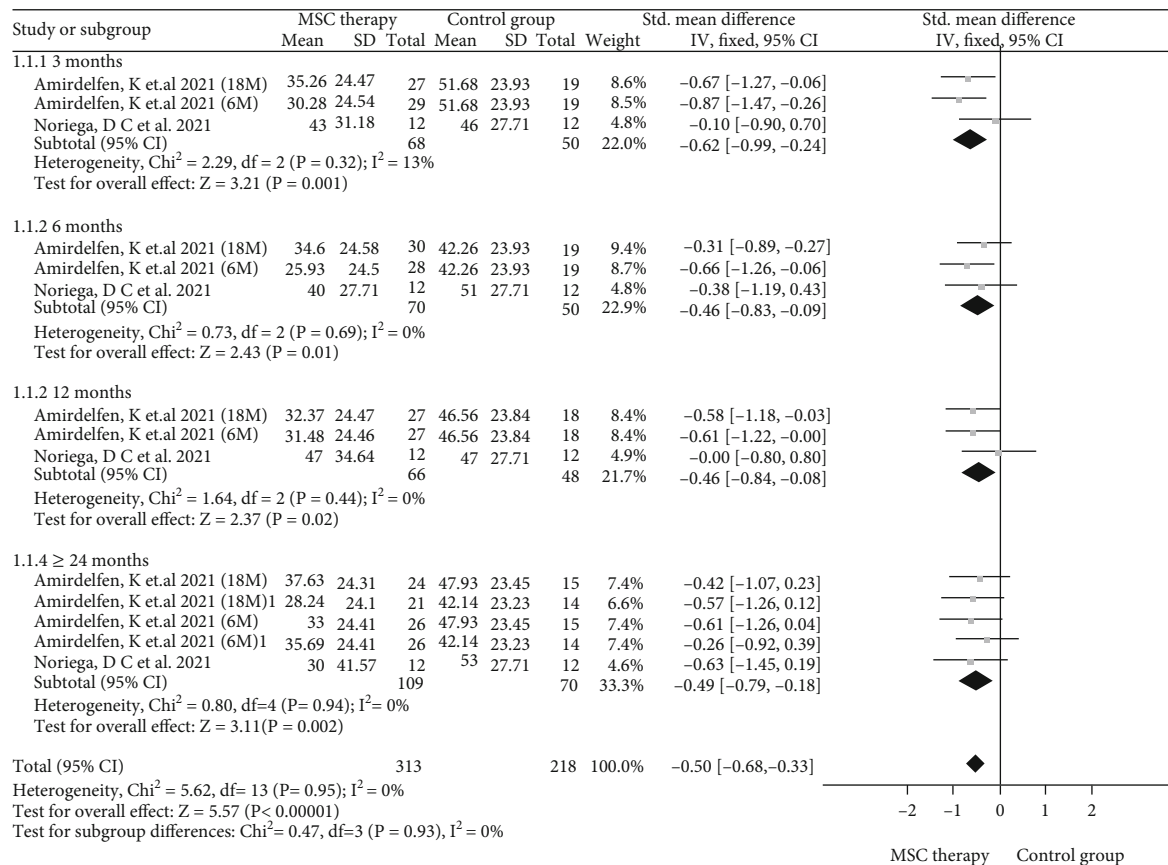 Study or subgroup MSC therapy Control group Std. mean difference Std. mean difference
Mean SD Total Mean SD Total Weight IV, fixed, 95% CI IV, fixed, 95% CI
1.1.1 3 months
Amirdelfen, K et.al 2021 (18M) 35.26 24.47 27 51.68 23.93 19 8.6% –0.67 [–1.27, –0.06]
Amirdelfen, K et.al 2021 (6M) 30.28 24.54 29 51.68 23.93 19 8.5% –0.87 [–1.47, –0.26]
Noriega, D C et al. 2021 43 31.18 12 46 27.71 12 4.8% –0.10 [–0.90, 0.70]
Subtotal (95% CI) 68 50 22.0% –0.62 [–0.99, –0.24]
Heterogeneity, Chi² = 2.29, df = 2 (P = 0.32); I² = 13%
Test for overall effect: Z = 3.21 (P = 0.001)
1.1.2 6 months
Amirdelfen, K et.al 2021 (18M) 34.6 24.58 30 42.26 23.93 19 9.4% –0.31 [–0.89, –0.27]
Amirdelfen, K et.al 2021 (6M) 25.93 24.5 28 42.26 23.93 19 8.7% –0.66 [–1.26, –0.06]
Noriega, D C et al. 2021 40 27.71 12 51 27.71 12 4.8% –0.38 [–1.19, 0.43]
Subtotal (95% CI) 70 50 22.9% –0.46 [–0.83, –0.09]
Heterogeneity, Chi² = 0.73, df = 2 (P = 0.69); I² = 0%
Test for overall effect: Z = 2.43 (P = 0.01)
1.1.2 12 months
Amirdelfen, K et.al 2021 (18M) 32.37 24.47 27 46.56 23.84 18 8.4% –0.58 [–1.18, –0.03]
Amirdelfen, K et.al 2021 (6M) 31.48 24.46 27 46.56 23.84 18 8.4% –0.61 [–1.22, –0.00]
Noriega, D C et al. 2021 47 34.64 12 47 27.71 12 4.9% –0.00 [–0.80, 0.80]
Subtotal (95% CI) 66 48 21.7% –0.46 [–0.84, –0.08]
Heterogeneity, Chi² = 1.64, df = 2 (P = 0.44); I² = 0%
Test for overall effect: Z = 2.37 (P = 0.02)
1.1.4 ≥ 24 months
Amirdelfen, K et.al 2021 (18M) 37.63 24.31 24 47.93 23.45 15 7.4% –0.42 [–1.07, 0.23]
Amirdelfen, K et.al 2021 (18M)1 28.24 24.1 21 42.14 23.23 14 6.6% –0.57 [–1.26, 0.12]
Amirdelfen, K et.al 2021 (6M) 33 24.41 26 47.93 23.45 15 7.4% –0.61 [–1.26, 0.04]
Amirdelfen, K et.al 2021 (6M)1 35.69 24.41 26 42.14 23.23 14 7.4% –0.26 [–0.92, 0.39]
Noriega, D C et al. 2021 30 41.57 12 53 27.71 12 4.6% –0.63 [–1.45, 0.19]
Subtotal (95% CI) 109 70 33.3% –0.49 [–0.79, –0.18]
Heterogeneity, Chi² = 0.80, df=4 (P= 0.94); I²= 0%
Test for overall effect: Z = 3.11(P = 0.002)
Total (95% CI) 313 218 100.0% –0.50 [–0.68,–0.33]
Heterogeneity, Chi² = 5.62, df= 13 (P= 0.95); I² = 0%
Test for overall effect: Z = 5.57 (P< 0.00001)
Test for subgroup differences: Chi²= 0.47, df=3 (P = 0.93), I² = 0%
–2 –1 0 1 2
MSC therapy Control group